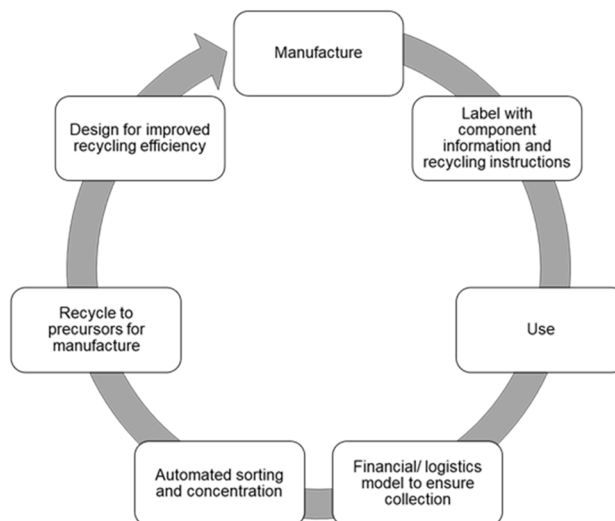 Manufacture
Label with
component
information and
recycling instructions
Use
Financial/ logistics
model to ensure
collection
Automated sorting
and concentration
Recycle to
precursors for
manufacture
Design for improved
recycling efficiency